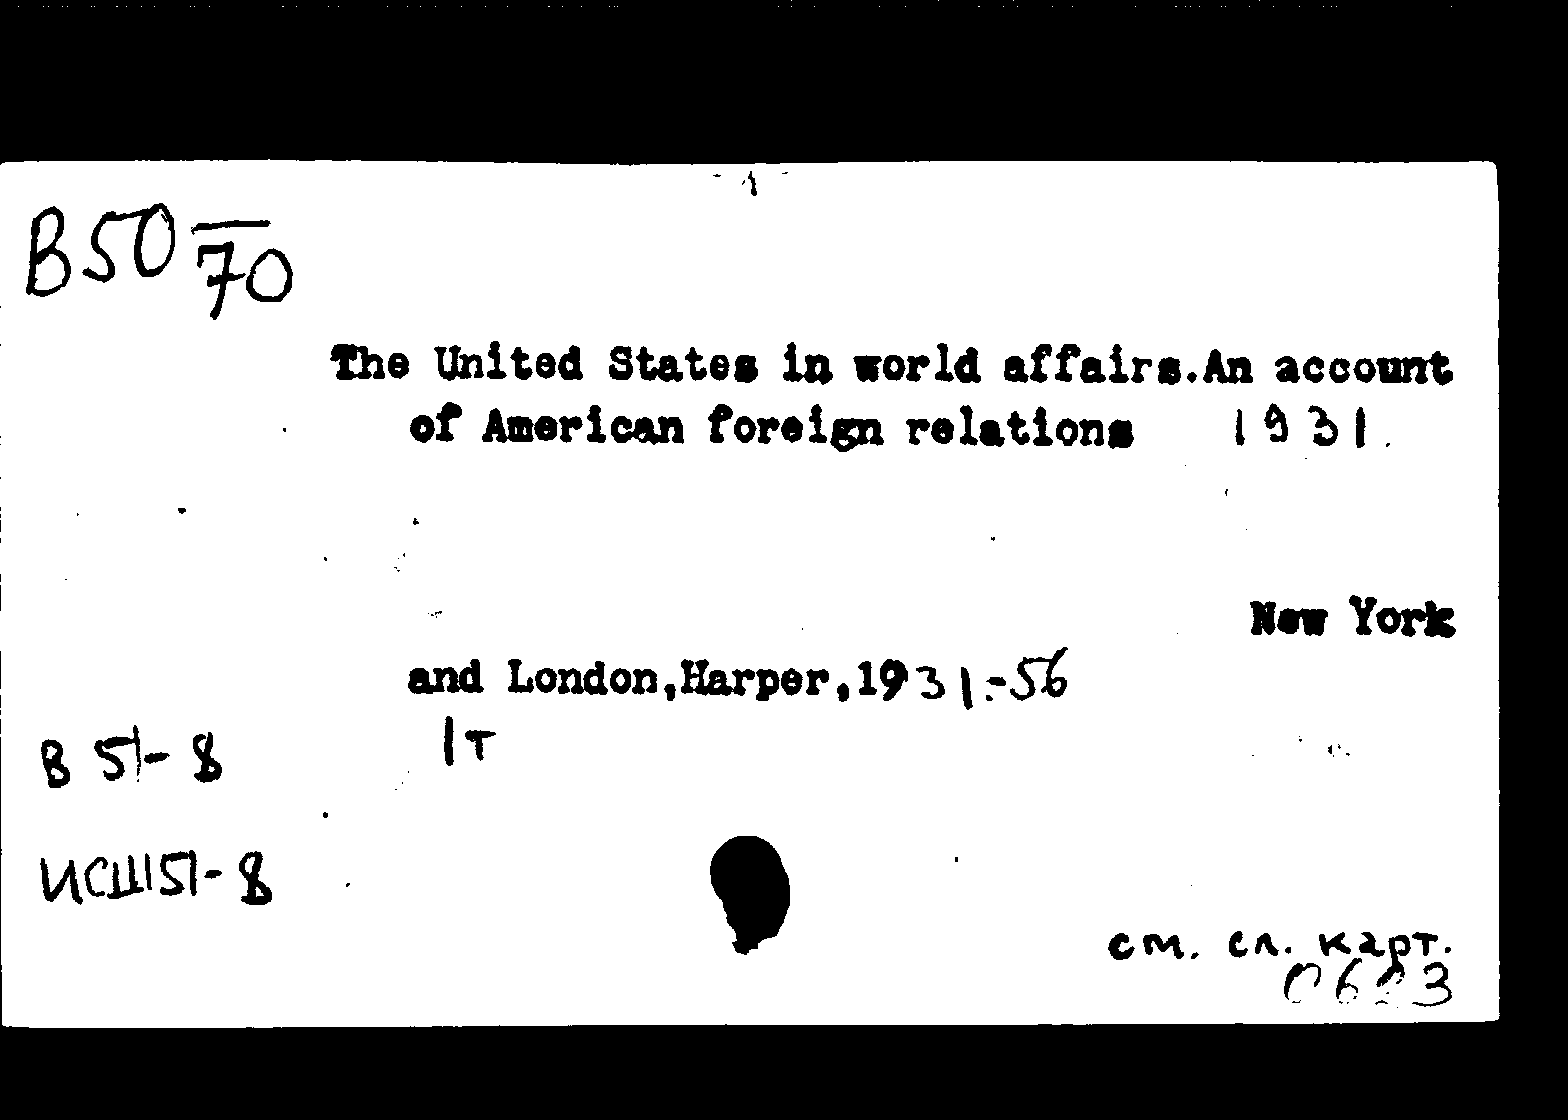 B50 70
The United States in world affairs. An account
of American foreign relations 1931.
New York
and London, Harper, 1931.-56
1т
B 51-8
ИСШ51-8
см. сл. карт.